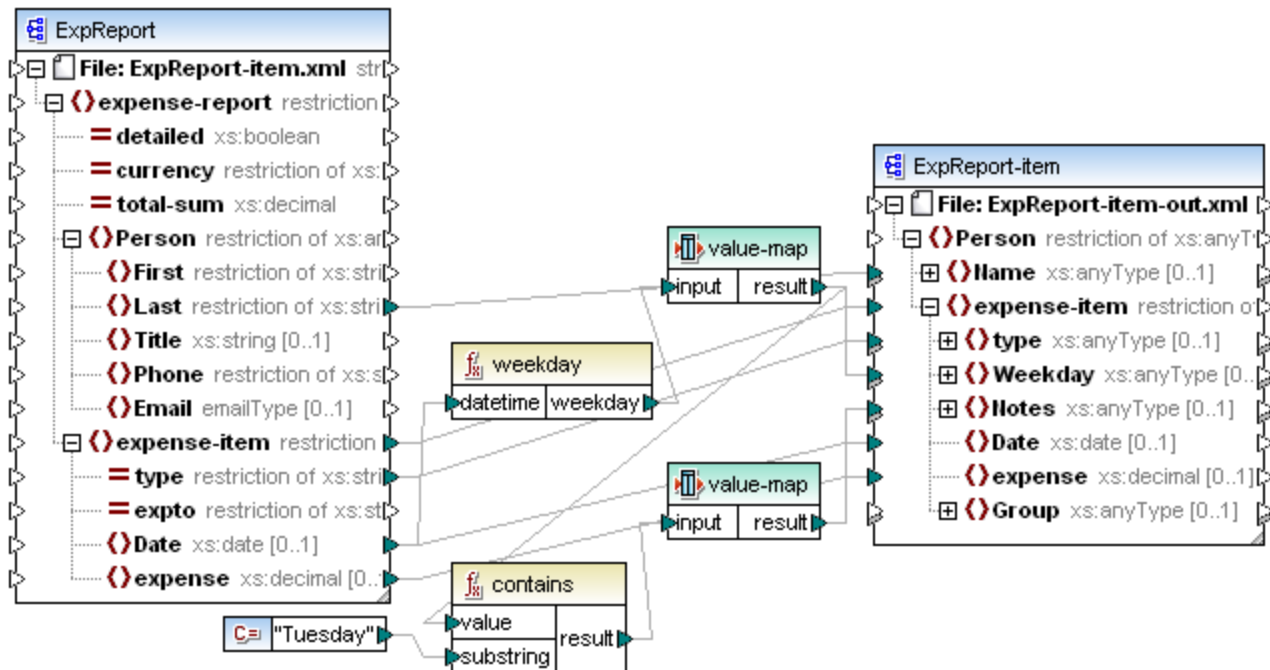 ExpReport
File: ExpReport-item.xml str
expense-report restriction
detailed xs:boolean
currency restriction of xs:
total-sum xs:decimal
Person restriction of xs:ar
First restriction of xs:stri
Last restriction of xs:stri
Title xs:string [0..1]
Phone restriction of xs:s
Email emailType [0..1]
expense-item restriction
type restriction of xs:stri
expto restriction of xs:st
Date xs:date [0..1]
expense xs:decimal [0..
weekday
datetime weekday
value-map
input result
value-map
input result
contains
value
result
substring
C= "Tuesday"
ExpReport-item
File: ExpReport-item-out.xml
Person restriction of xs:anyT
Name xs:anyType [0..1]
expense-item restriction o
type xs:anyType [0..1]
Weekday xs:anyType [0..
Notes xs:anyType [0..1]
Date xs:date [0..1]
expense xs:decimal [0..1]
Group xs:anyType [0..1]